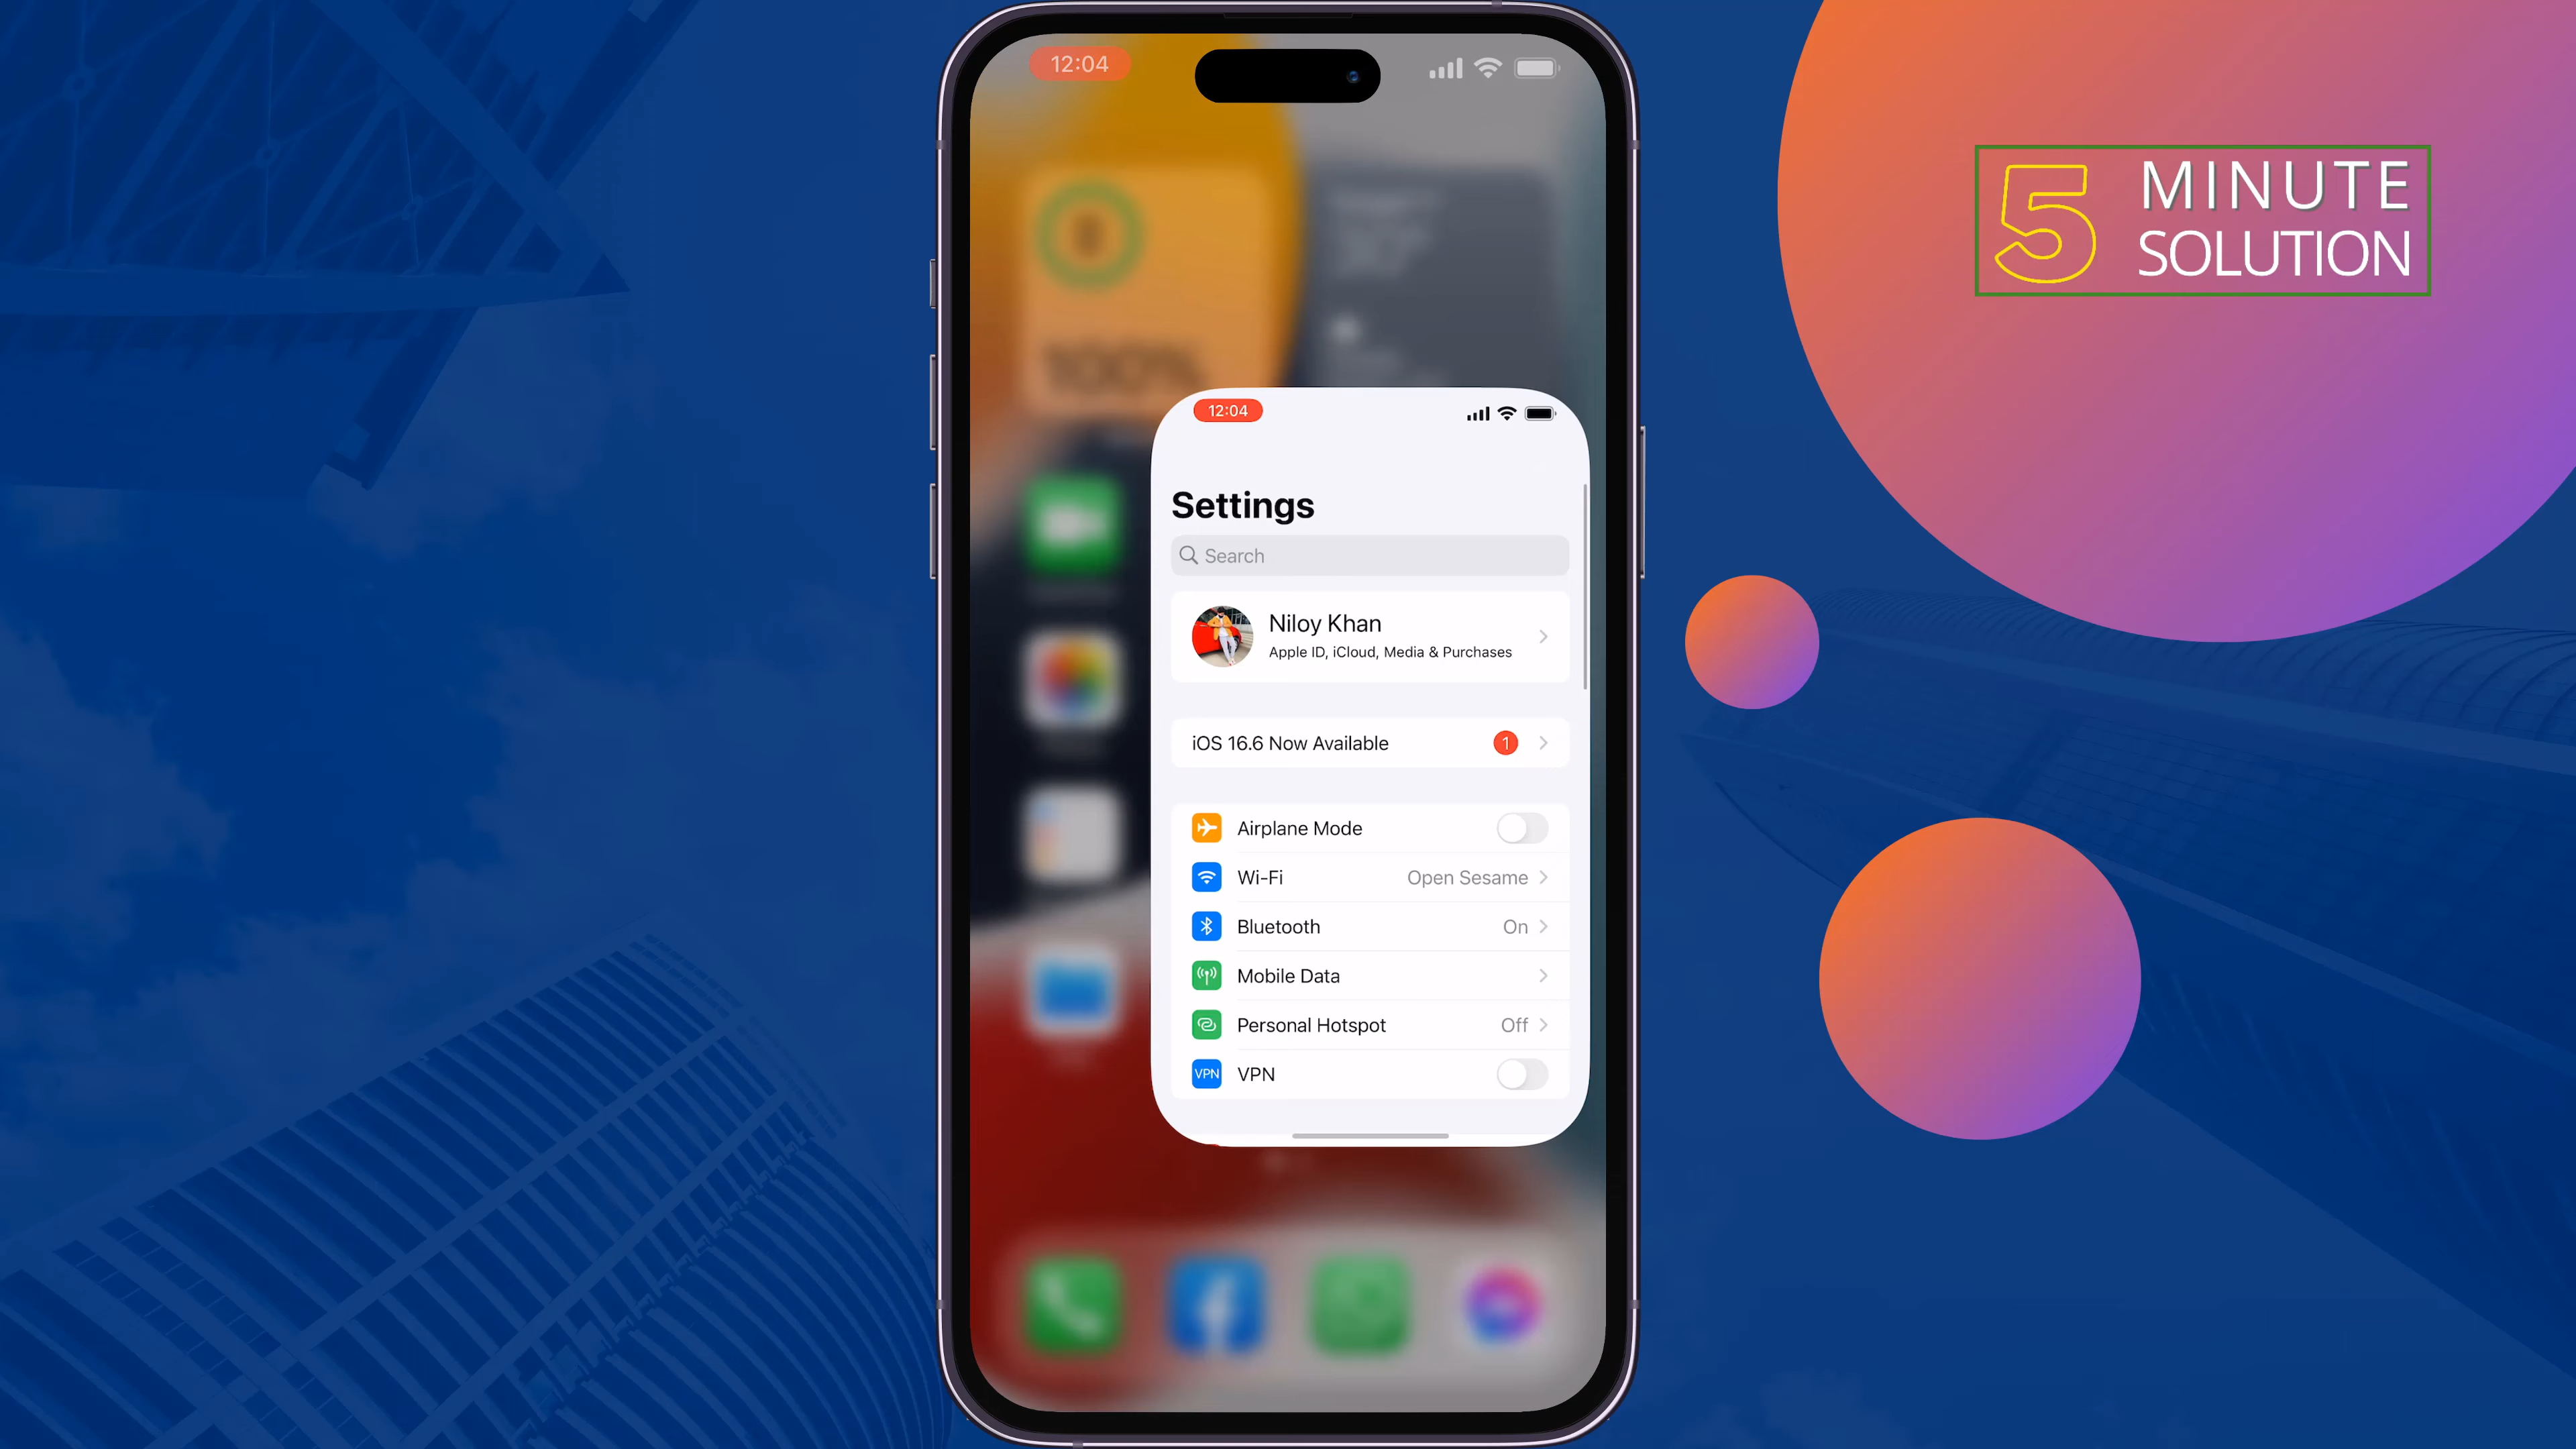 12:04
5 MINUTE
SOLUTION
100%
12:04
Settings
Search
Niloy Khan
Apple ID, iCloud, Media & Purchases
iOS 16.6 Now Available 1
Airplane Mode
Wi-Fi Open Sesame
Bluetooth On
Mobile Data
Personal Hotspot Off
VPN VPN